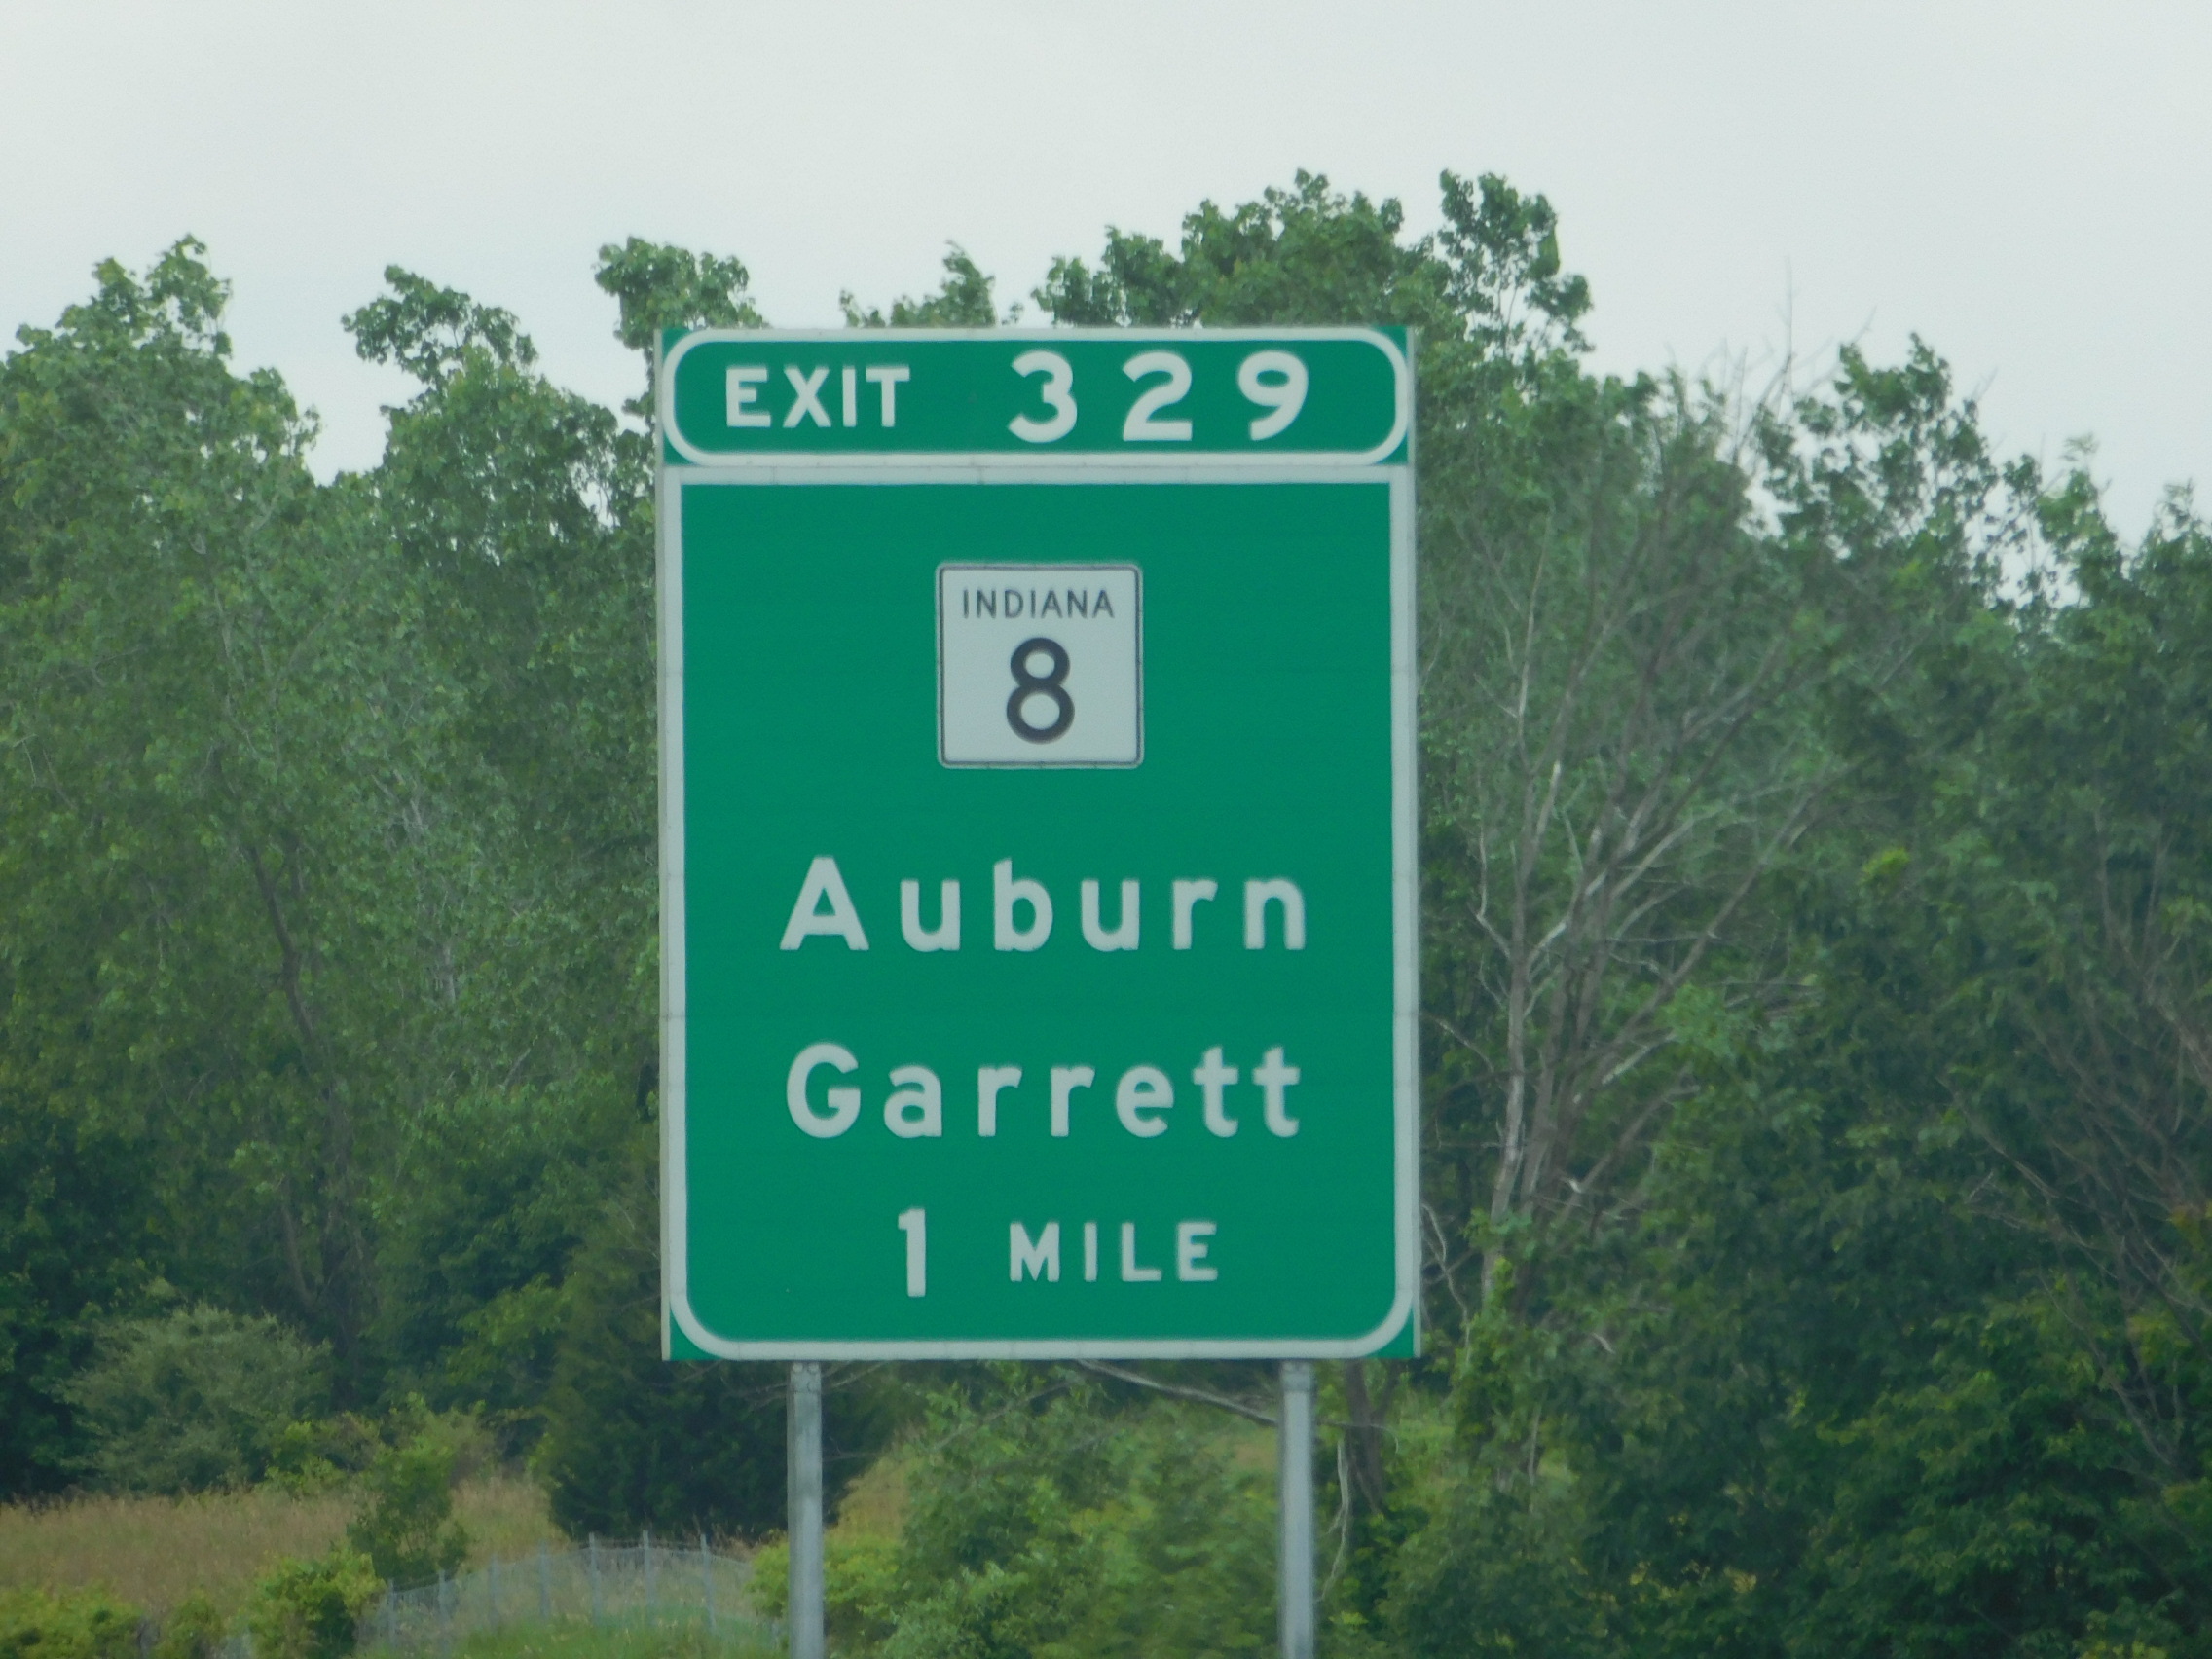 EXIT 329
INDIANA
8
Auburn
Garrett
1 MILE